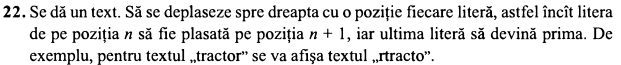 22. Se dă un text. Să se deplaseze spre dreapta cu o poziție fiecare literă, astfel încît litera
de pe poziția n să fie plasată pe poziția n + 1, iar ultima literă să devină prima. De
exemplu, pentru textul „tractor” se va afișa textul „rtracto”.